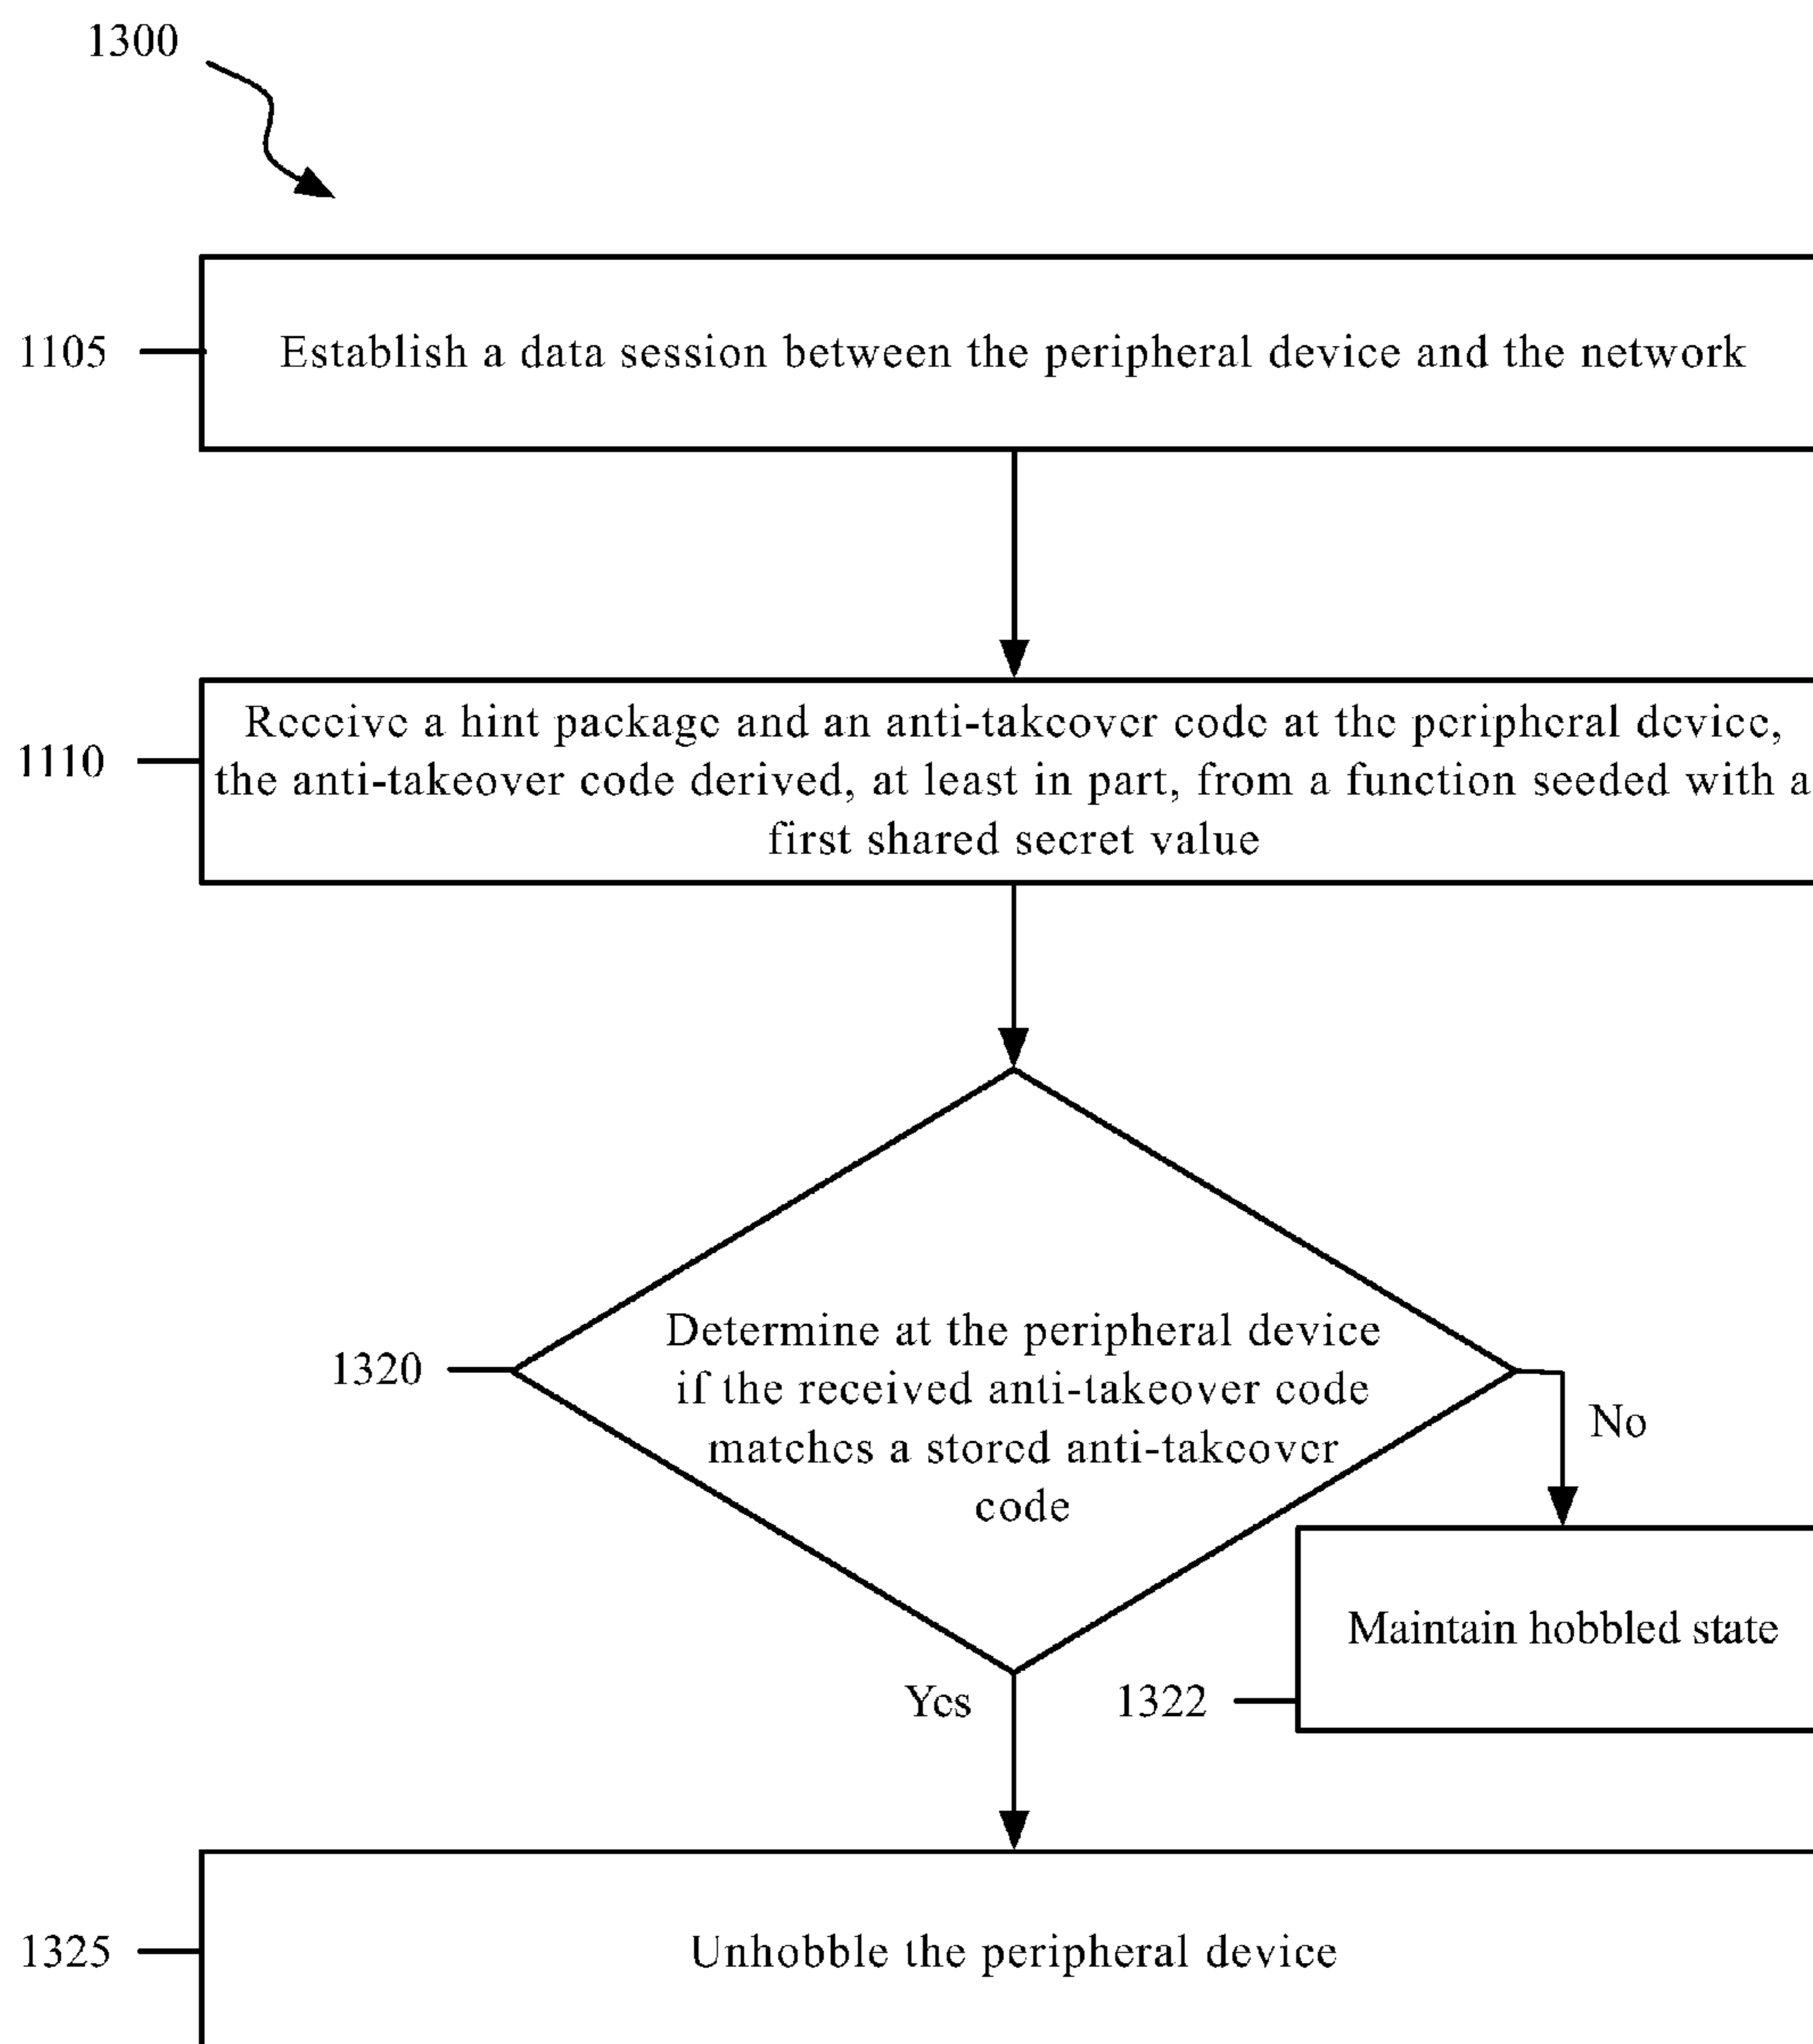 1300
1105
Establish a data session between the peripheral device and the network
1110
Receive a hint package and an anti-takeover code at the peripheral device,
the anti-takeover code derived, at least in part, from a function seeded with a
first shared secret value
1320
Determine at the peripheral device
if the received anti-takeover code
matches a stored anti-takeover
code
No
Maintain hobbled state
1322
Yes
1325
Unhobble the peripheral device